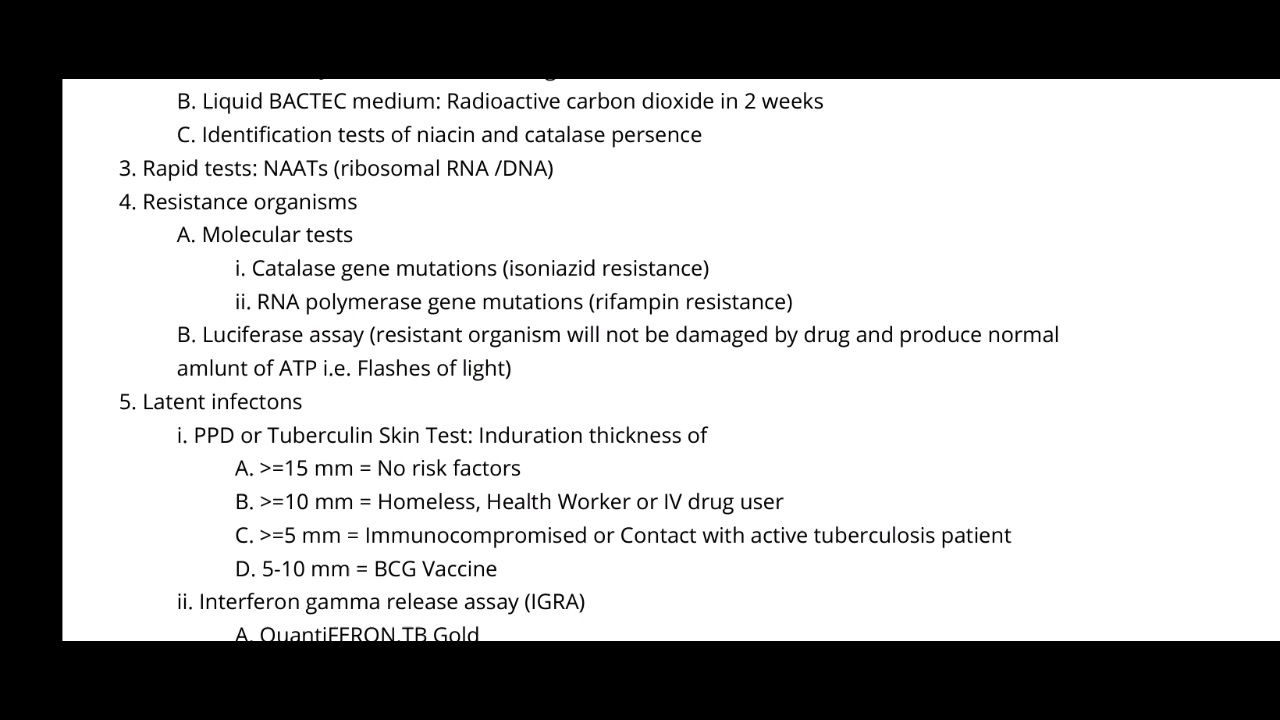 B. Liquid BACTEC medium: Radioactive carbon dioxide in 2 weeks
C. Identification tests of niacin and catalase persence
3. Rapid tests: NAATs (ribosomal RNA /DNA)
4. Resistance organisms
A. Molecular tests
i. Catalase gene mutations (isoniazid resistance)
ii. RNA polymerase gene mutations (rifampin resistance)
B. Luciferase assay (resistant organism will not be damaged by drug and produce normal
amlunt of ATP i.e. Flashes of light)
5. Latent infectons
i. PPD or Tuberculin Skin Test: Induration thickness of
A. >=15 mm = No risk factors
B. >=10 mm = Homeless, Health Worker or IV drug user
C. >=5 mm = Immunocompromised or Contact with active tuberculosis patient
D. 5-10 mm = BCG Vaccine
ii. Interferon gamma release assay (IGRA)
A. QuantiFERON.TB Gold